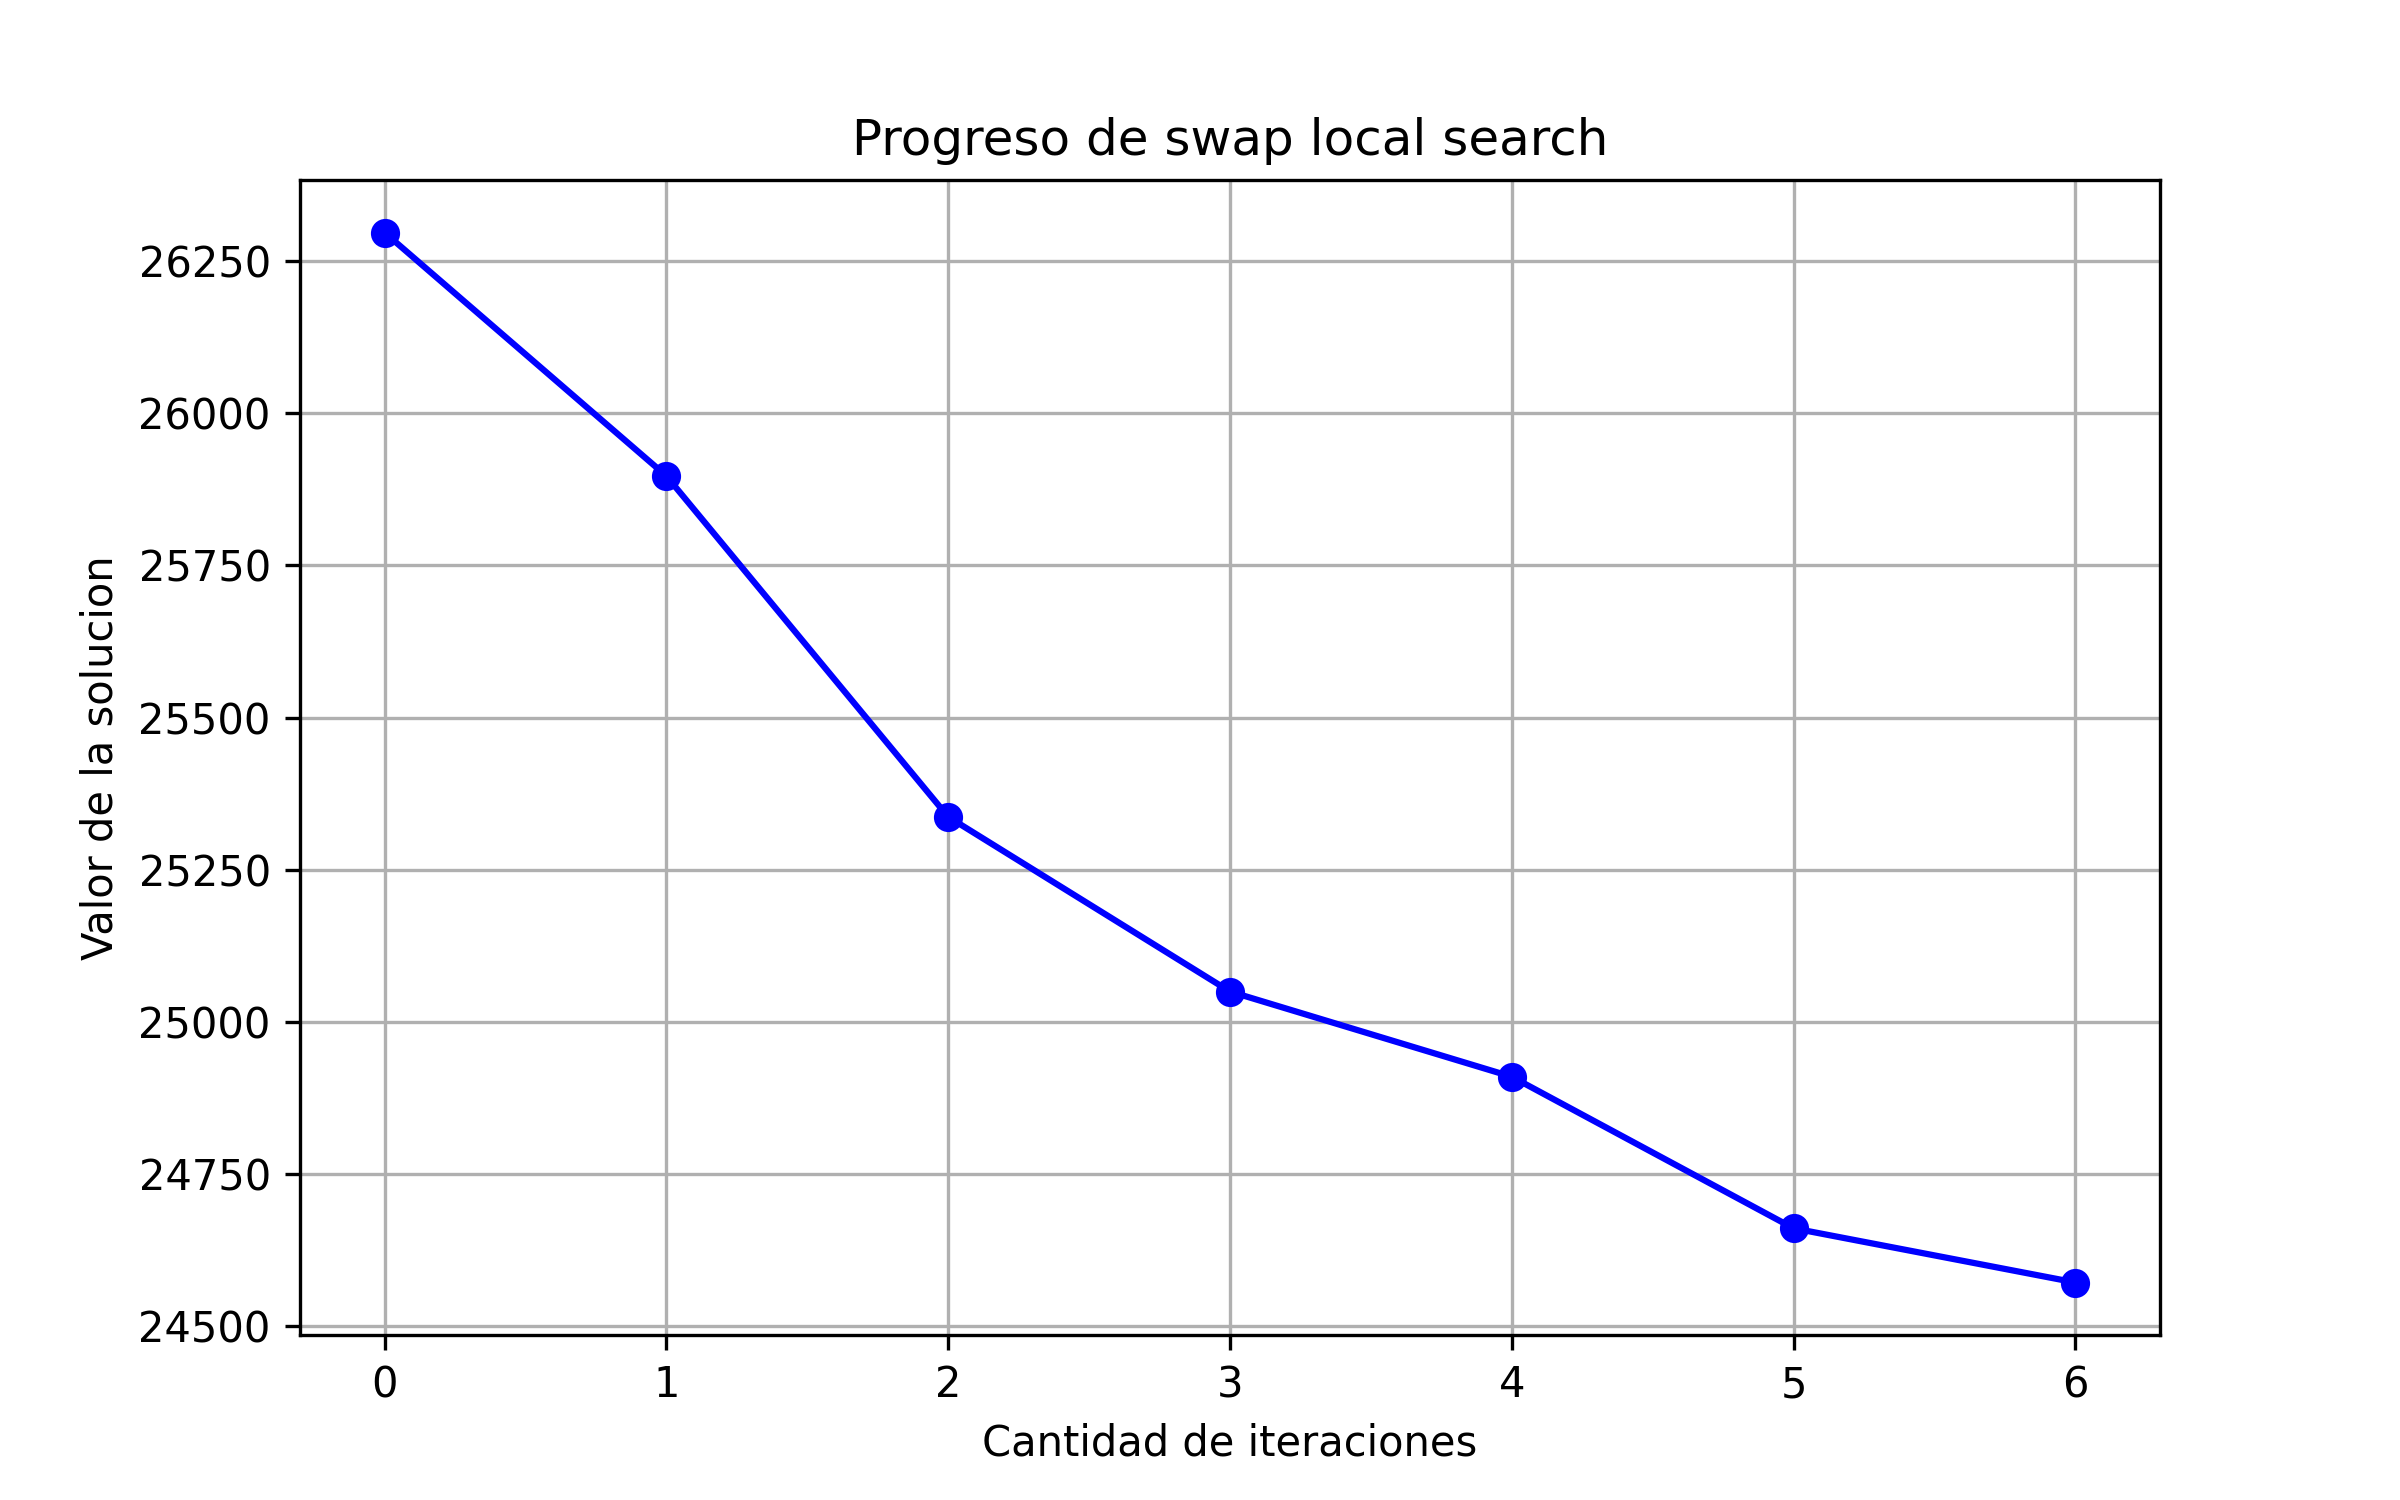 Progreso de swap local search
Valor de la solucion
26250
26000
25750
25500
25250
25000
24750
24500
0 1 2 3 4 5 6
Cantidad de iteraciones